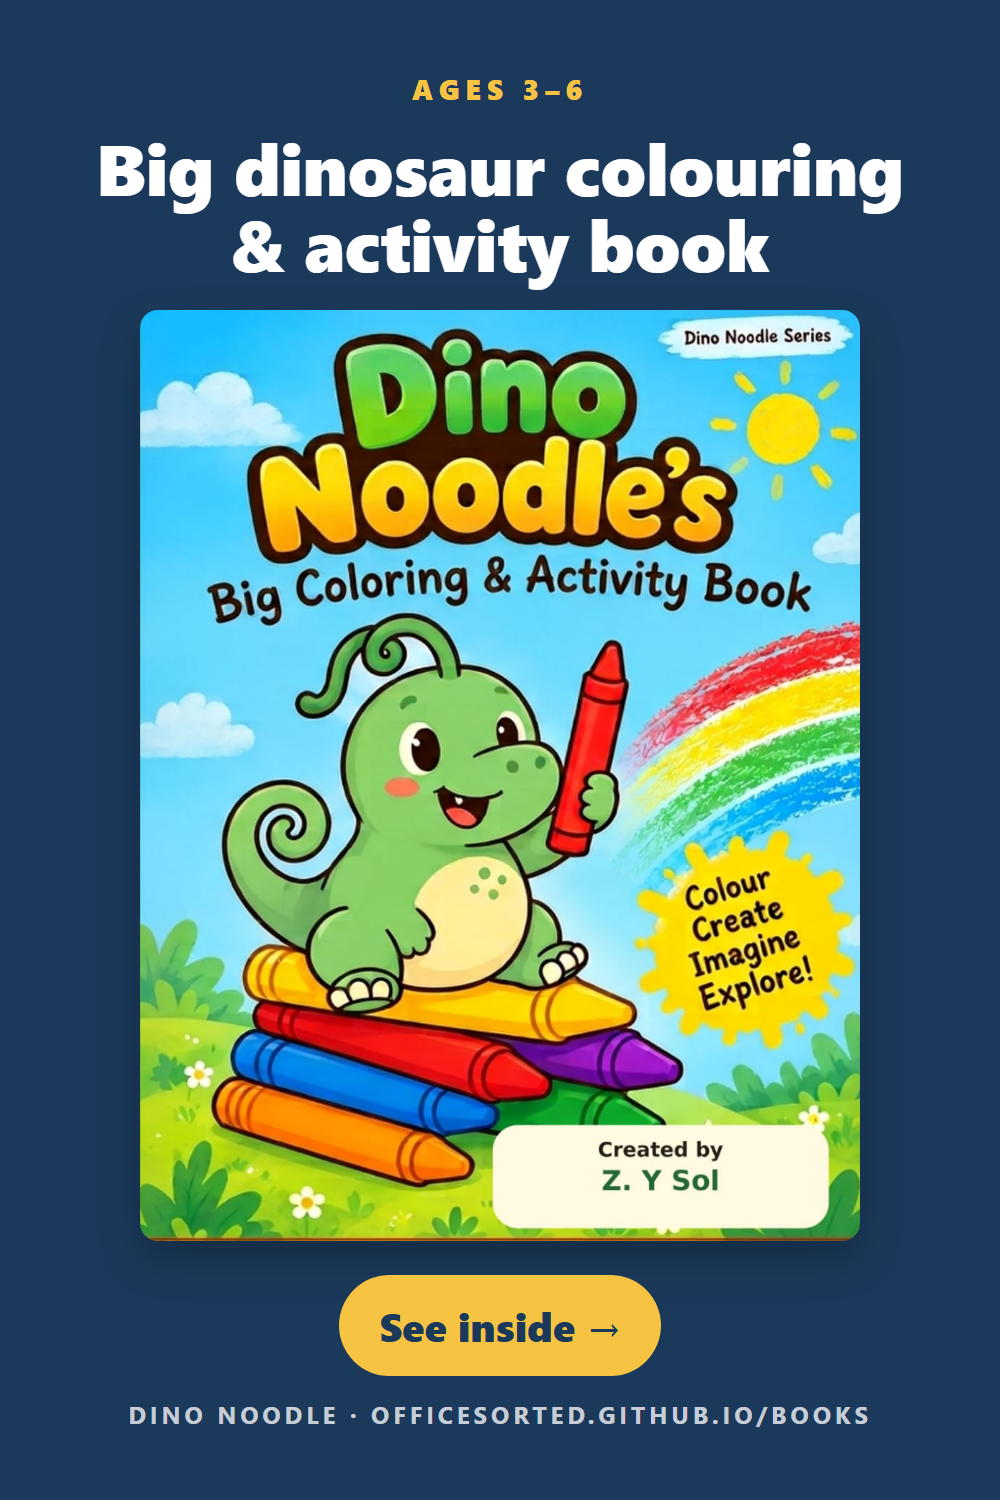 AGES 3–6
Big dinosaur colouring
& activity book
Dino Noodle Series
Dino
Noodle's
Big Coloring & Activity Book
Colour
Create
Imagine
Explore!
Created by
Z. Y Sol
See inside →
DINO NOODLE · OFFICESORTED.GITHUB.IO/BOOKS